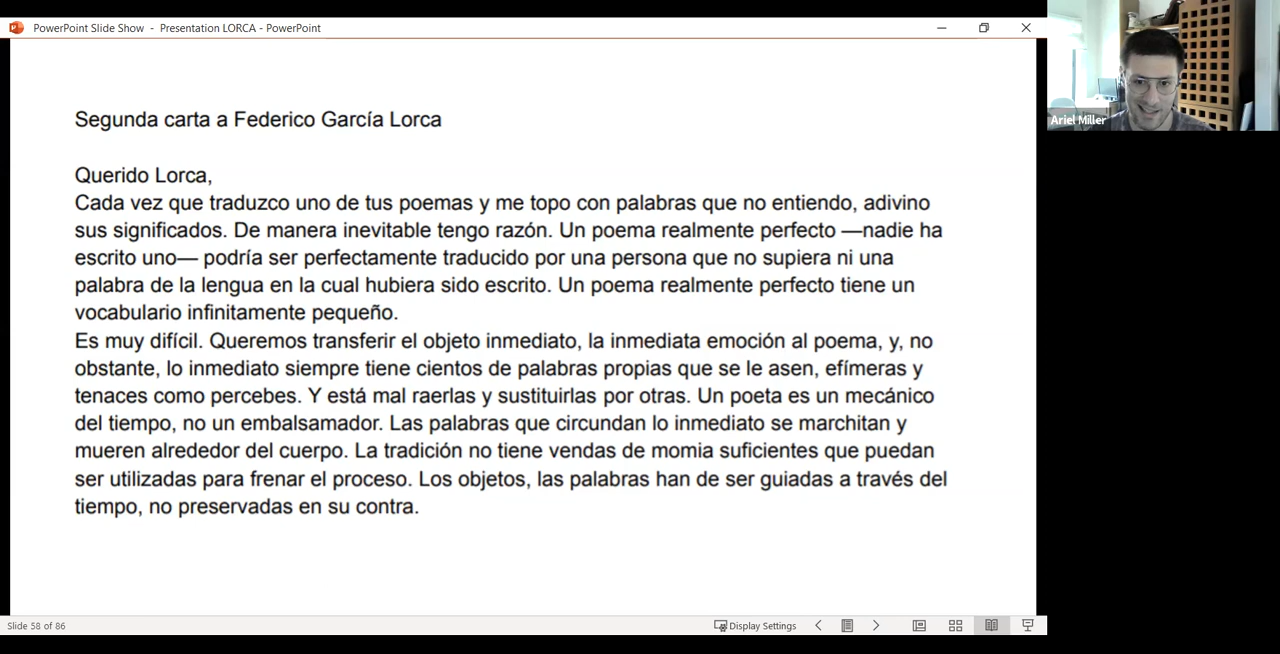 PowerPoint Slide Show - Presentation LORCA - PowerPoint
Ariel Miller
Segunda carta a Federico García Lorca
Querido Lorca,
Cada vez que traduzco uno de tus poemas y me topo con palabras que no entiendo, adivino
sus significados. De manera inevitable tengo razón. Un poema realmente perfecto —nadie ha
escrito uno— podría ser perfectamente traducido por una persona que no supiera ni una
palabra de la lengua en la cual hubiera sido escrito. Un poema realmente perfecto tiene un
vocabulario infinitamente pequeño.
Es muy difícil. Queremos transferir el objeto inmediato, la inmediata emoción al poema, y, no
obstante, lo inmediato siempre tiene cientos de palabras propias que se le asen, efímeras y
tenaces como percebes. Y está mal raerlas y sustituirlas por otras. Un poeta es un mecánico
del tiempo, no un embalsamador. Las palabras que circundan lo inmediato se marchitan y
mueren alrededor del cuerpo. La tradición no tiene vendas de momia suficientes que puedan
ser utilizadas para frenar el proceso. Los objetos, las palabras han de ser guiadas a través del
tiempo, no preservadas en su contra.
Slide 58 of 86
Display Settings